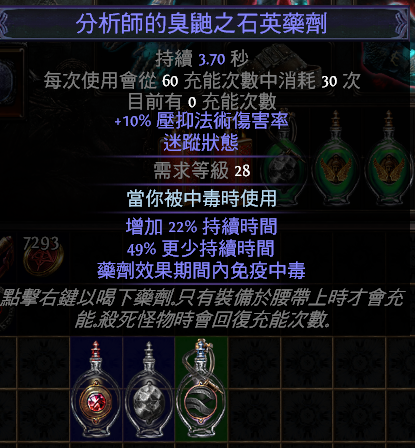 分析師的臭鼬之石英藥劑
持續 3.70 秒
每次使用會從 60 充能次數中消耗 30 次
目前有 0 充能次數
+10% 壓抑法術傷害率
迷蹤狀態
需求等級 28
當你被中毒時使用
增加 22% 持續時間
49% 更少持續時間
藥劑效果期間內免疫中毒
7293
點擊右鍵以喝下藥劑.只有裝備於腰帶上時才會充
能.殺死怪物時會回復充能次數.